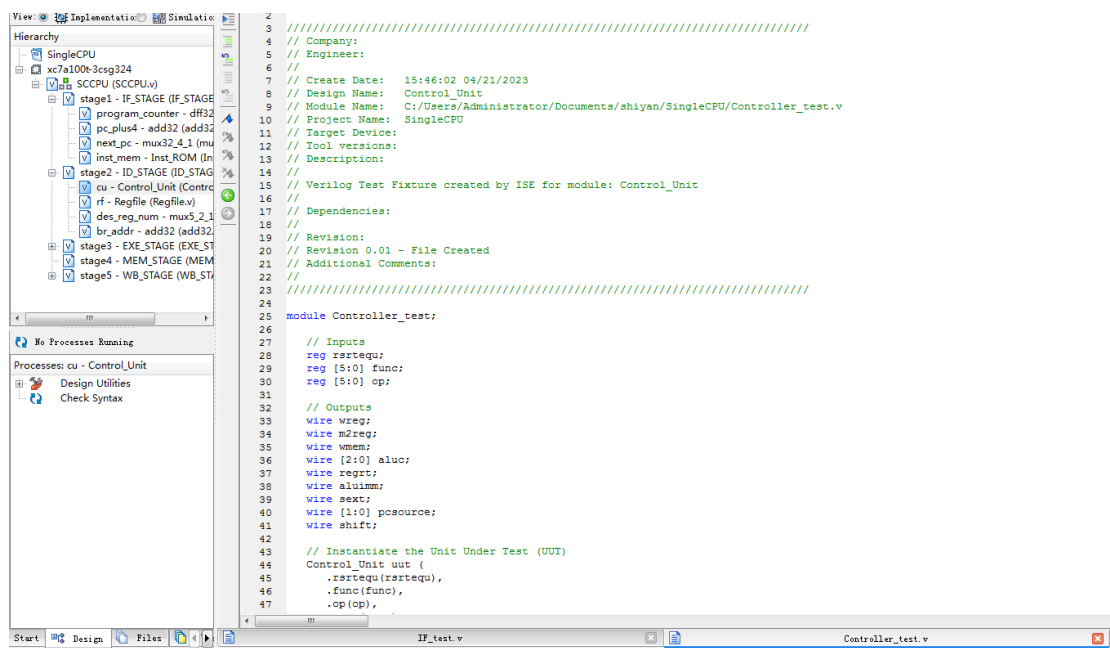 View: Implementatio Simulatio
Hierarchy
SingleCPU
xc7a100t-3csg324
SCCPU (SCCPU.v)
stage1 - IF_STAGE (IF_STAGE
program_counter - dff32
pc_plus4 - add32 (add32
next_pc - mux32_4_1 (mu
inst_mem - Inst_ROM (In
stage2 - ID_STAGE (ID_STAG
cu - Control_Unit (Contro
rf - Regfile (Regfile.v)
des_reg_num - mux5_2_1
br_addr - add32 (add32.
stage3 - EXE_STAGE (EXE_ST
stage4 - MEM_STAGE (MEM
stage5 - WB_STAGE (WB_STA
No Processes Running
Processes: cu - Control_Unit
Design Utilities
Check Syntax
Start Design Files
2
3 ////////////////////////////////////////////////////////////////////////////////
4 // Company:
5 // Engineer:
6 //
7 // Create Date: 15:46:02 04/21/2023
8 // Design Name: Control_Unit
9 // Module Name: C:/Users/Administrator/Documents/shiyan/SingleCPU/Controller_test.v
10 // Project Name: SingleCPU
11 // Target Device:
12 // Tool versions:
13 // Description:
14 //
15 // Verilog Test Fixture created by ISE for module: Control_Unit
16 //
17 // Dependencies:
18 //
19 // Revision:
20 // Revision 0.01 - File Created
21 // Additional Comments:
22 //
23 ////////////////////////////////////////////////////////////////////////////////
24
25 module Controller_test;
26
27 // Inputs
28 reg rsrtequ;
29 reg [5:0] func;
30 reg [5:0] op;
31
32 // Outputs
33 wire wreg;
34 wire m2reg;
35 wire wmem;
36 wire [2:0] aluc;
37 wire regrt;
38 wire aluimm;
39 wire sext;
40 wire [1:0] pcsource;
41 wire shift;
42
43 // Instantiate the Unit Under Test (UUT)
44 Control_Unit uut (
45 .rsrtequ(rsrtequ),
46 .func(func),
47 .op(op),
IF_test.v
Controller_test.v